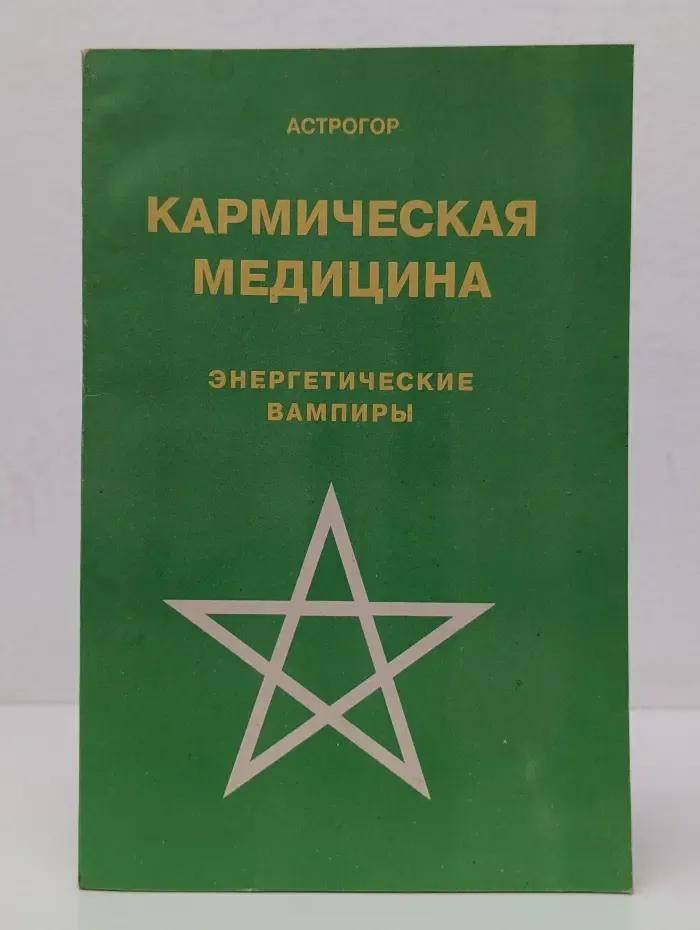 АСТРОГОР
КАРМИЧЕСКАЯ
МЕДИЦИНА
ЭНЕРГЕТИЧЕСКИЕ
ВАМПИРЫ